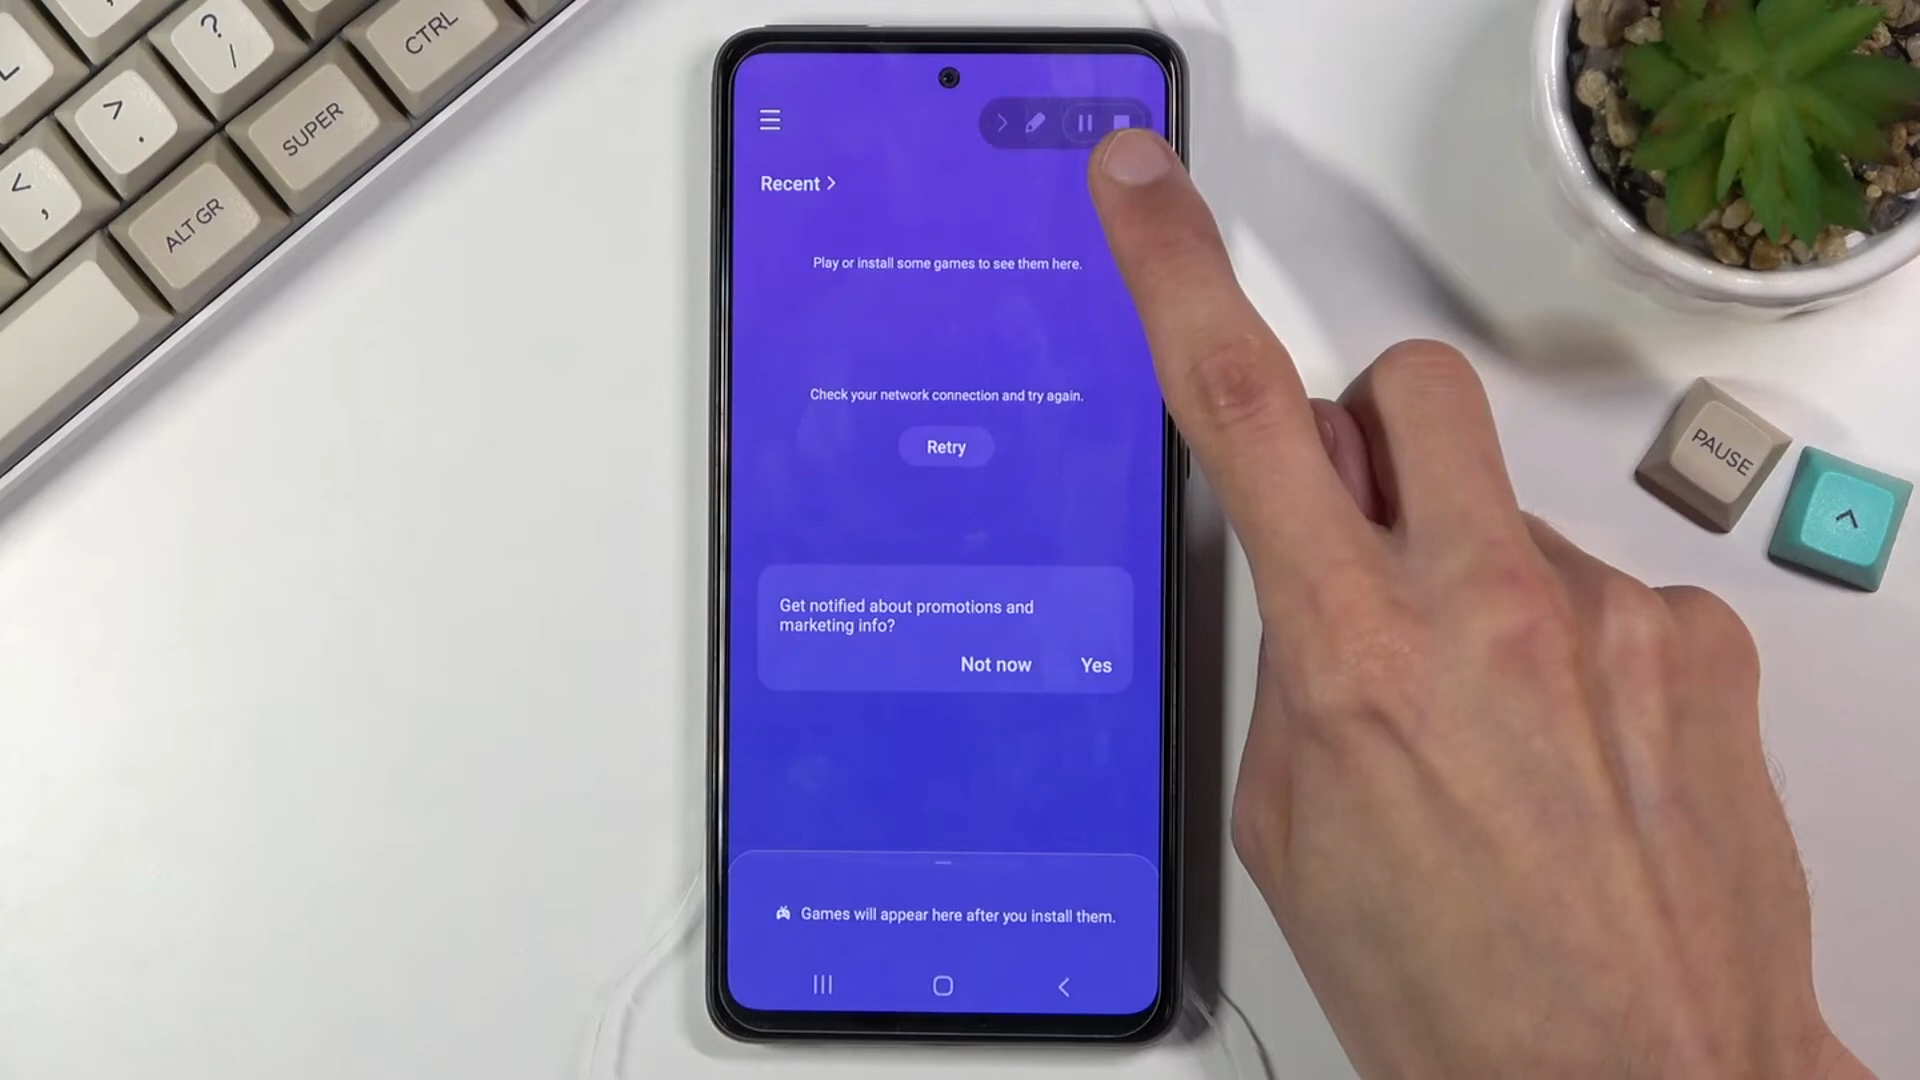 ?
/
CTRL
>
.
SUPER
<
,
ALT GR
L
Recent >
Play or install some games to see them here.
Check your network connection and try again.
Retry
Get notified about promotions and
marketing info?
Not now Yes
Games will appear here after you install them.
PAUSE
^